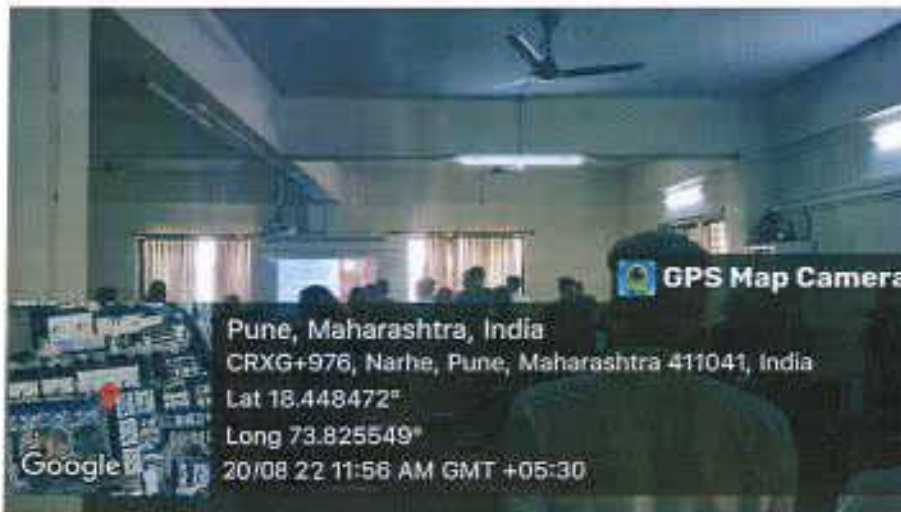 GPS Map Camera
Pune, Maharashtra, India
CRXG+976, Narhe, Pune, Maharashtra 411041, India
Lat 18.448472°
Long 73.825549°
20/08 22 11:56 AM GMT +05:30
Google